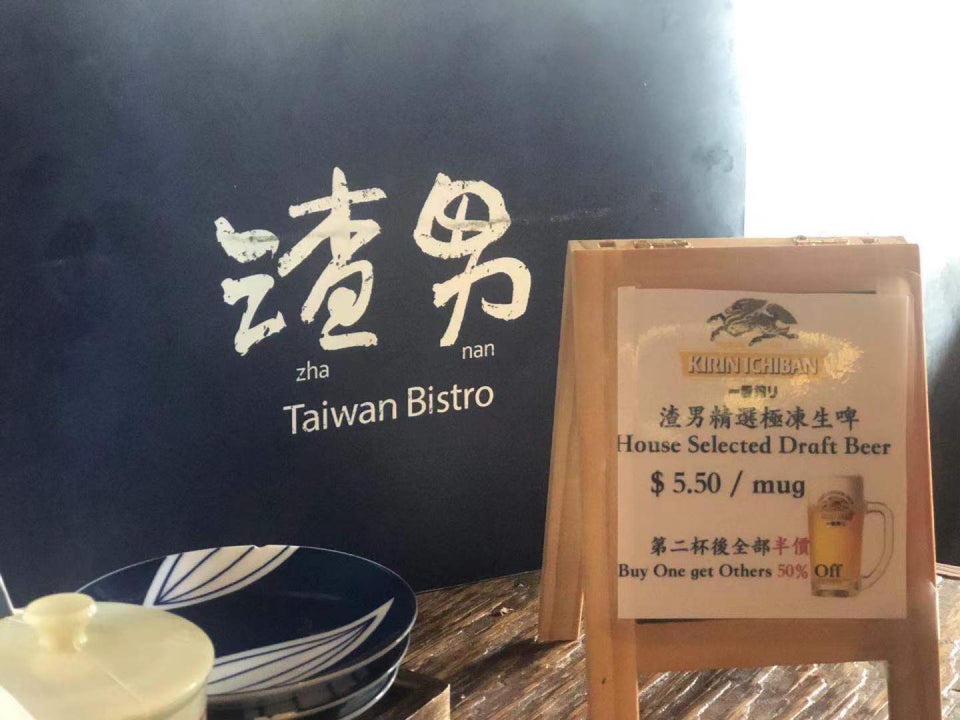 渣男
zha nan
Taiwan Bistro
KIRIN ICHIBAN
一番搾り
渣男精選極凍生啤
House Selected Draft Beer
$ 5.50 / mug
第二杯後全部半價
Buy One get Others 50% Off